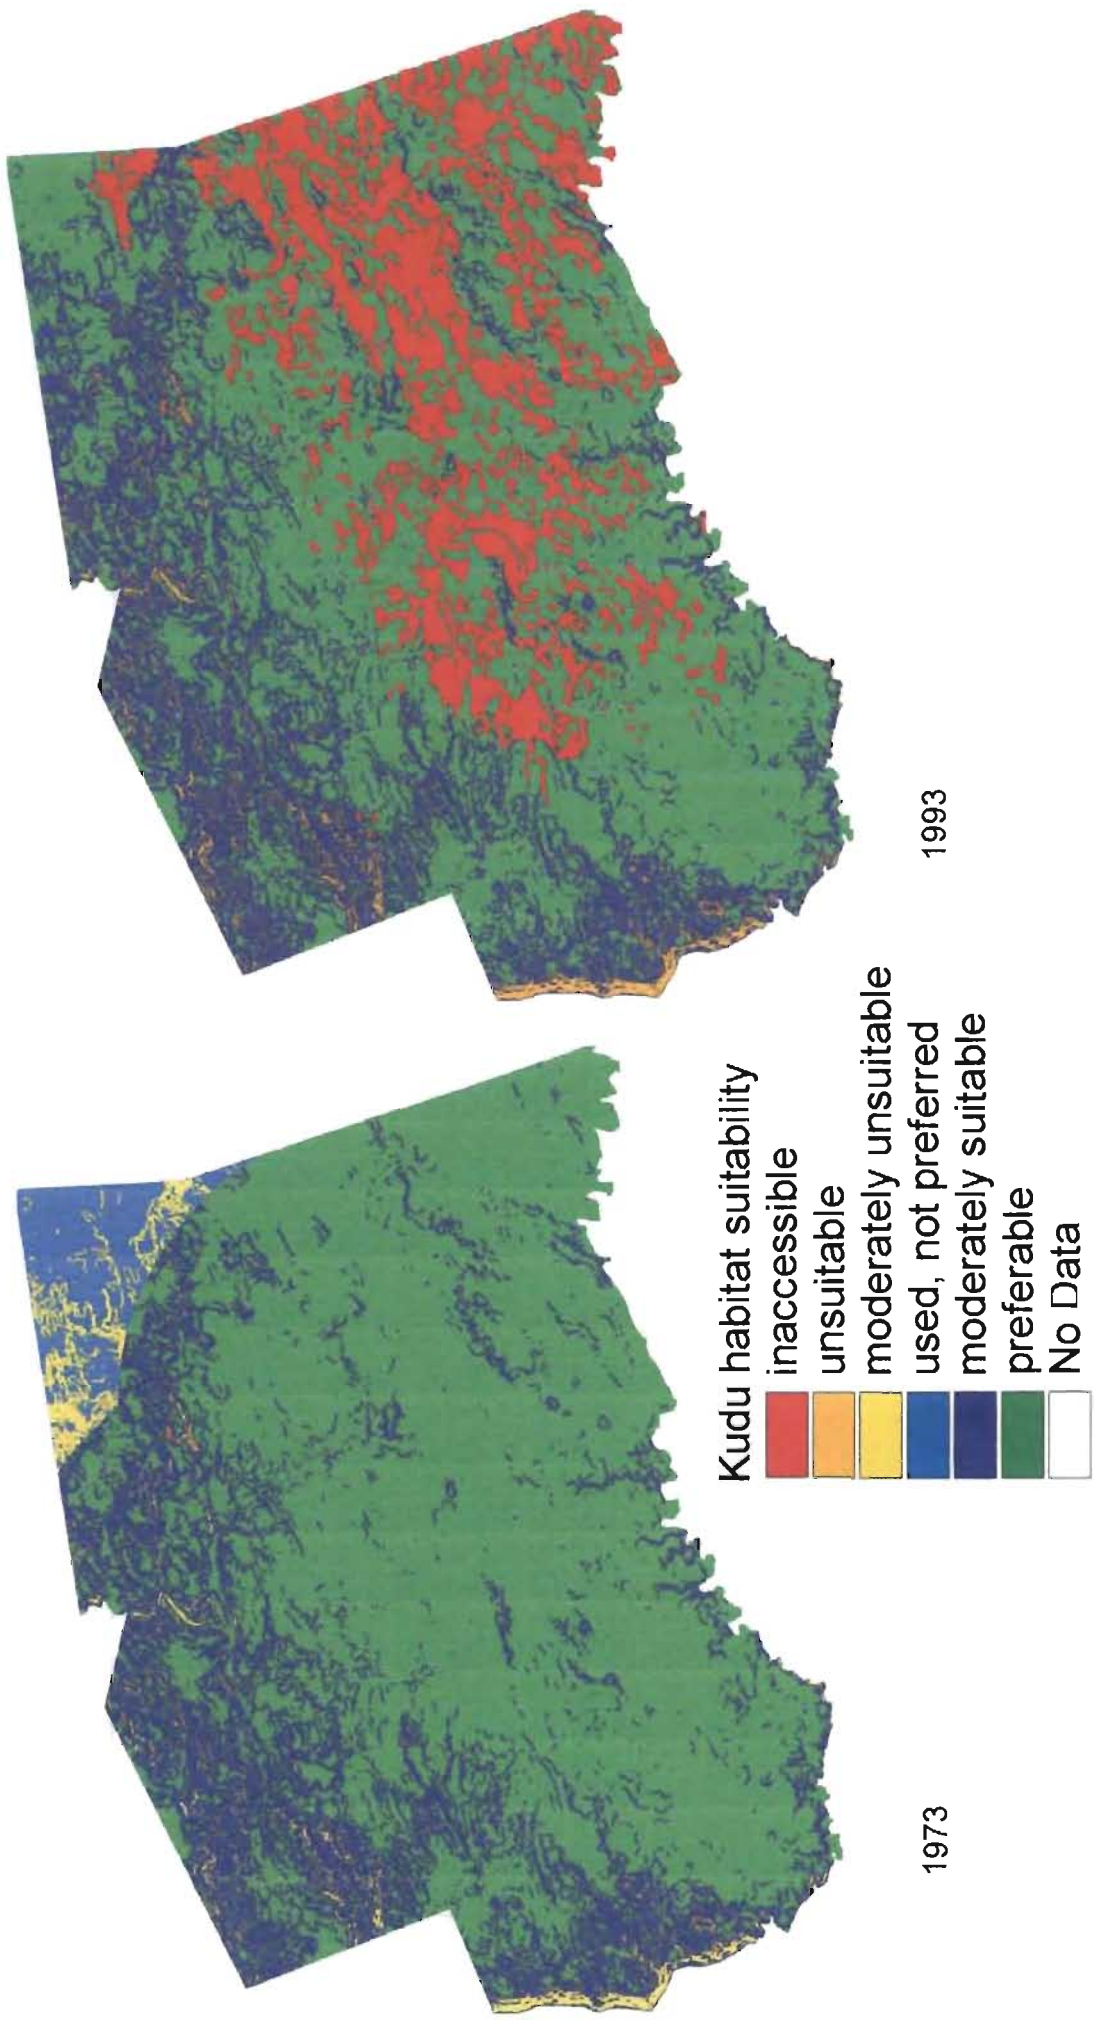 1973
1993
Kudu habitat suitability
inaccessible
unsuitable
moderately unsuitable
used, not preferred
moderately suitable
preferable
No Data